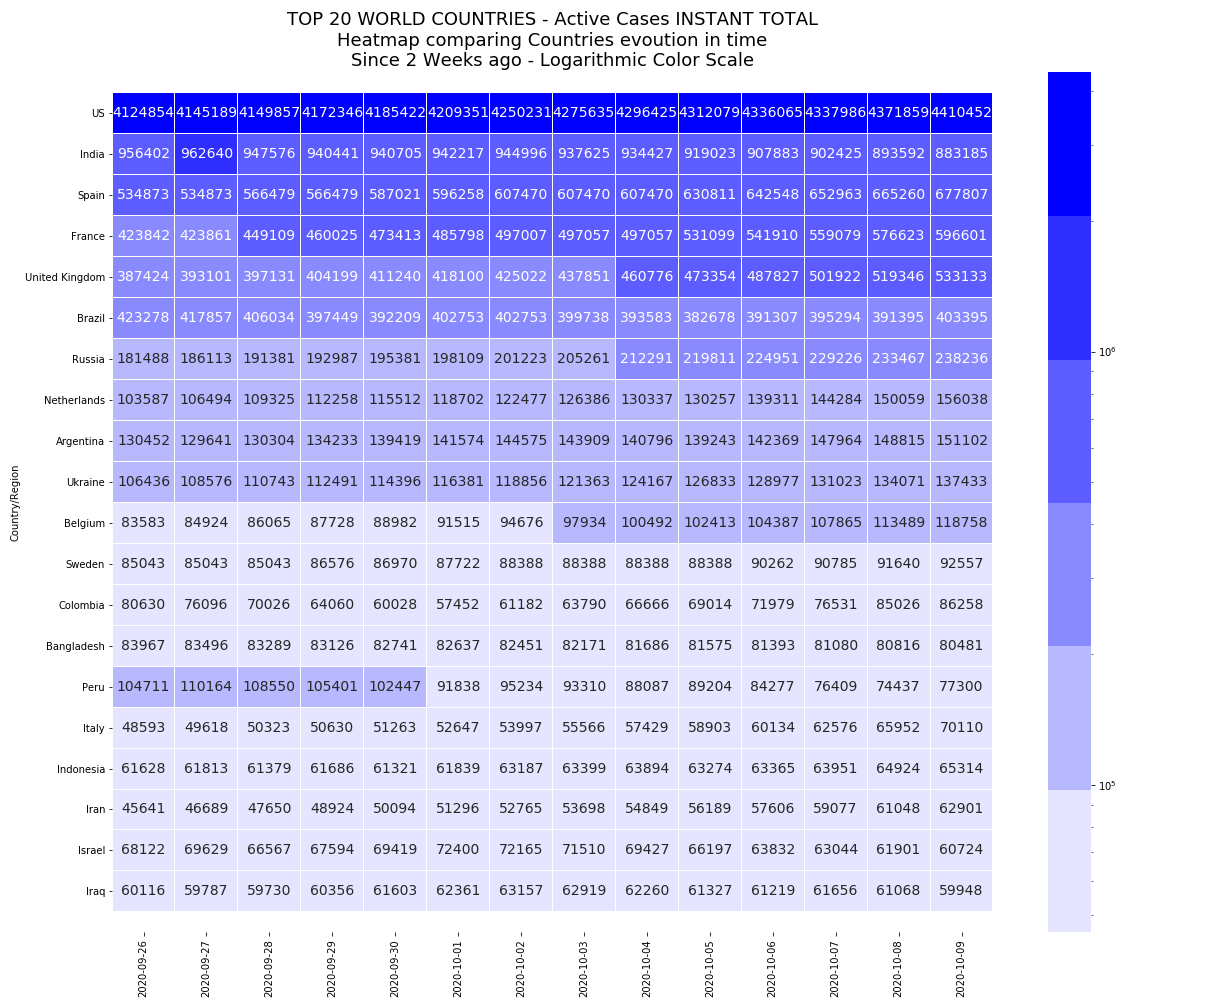 TOP 20 WORLD COUNTRIES - Active Cases INSTANT TOTAL
Heatmap comparing Countries evoution in time
Since 2 Weeks ago - Logarithmic Color Scale
US 4124854 4145189 4149857 4172346 4185422 4209351 4250231 4275635 4296425 4312079 4336065 4337986 4371859 4410452
India 956402 962640 947576 940441 940705 942217 944996 937625 934427 919023 907883 902425 893592 883185
Spain 534873 534873 566479 566479 587021 596258 607470 607470 607470 630811 642548 652963 665260 677807
France 423842 423861 449109 460025 473413 485798 497007 497057 497057 531099 541910 559079 576623 596601
United Kingdom 387424 393101 397131 404199 411240 418100 425022 437851 460776 473354 487827 501922 519346 533133
Brazil 423278 417857 406034 397449 392209 402753 402753 399738 393583 382678 391307 395294 391395 403395
Russia 181488 186113 191381 192987 195381 198109 201223 205261 212291 219811 224951 229226 233467 238236
10⁶
Netherlands 103587 106494 109325 112258 115512 118702 122477 126386 130337 130257 139311 144284 150059 156038
Argentina 130452 129641 130304 134233 139419 141574 144575 143909 140796 139243 142369 147964 148815 151102
Ukraine 106436 108576 110743 112491 114396 116381 118856 121363 124167 126833 128977 131023 134071 137433
Country/Region
Belgium 83583 84924 86065 87728 88982 91515 94676 97934 100492 102413 104387 107865 113489 118758
Sweden 85043 85043 85043 86576 86970 87722 88388 88388 88388 88388 90262 90785 91640 92557
Colombia 80630 76096 70026 64060 60028 57452 61182 63790 66666 69014 71979 76531 85026 86258
Bangladesh 83967 83496 83289 83126 82741 82637 82451 82171 81686 81575 81393 81080 80816 80481
Peru 104711 110164 108550 105401 102447 91838 95234 93310 88087 89204 84277 76409 74437 77300
Italy 48593 49618 50323 50630 51263 52647 53997 55566 57429 58903 60134 62576 65952 70110
Indonesia 61628 61813 61379 61686 61321 61839 63187 63399 63894 63274 63365 63951 64924 65314
10⁵
Iran 45641 46689 47650 48924 50094 51296 52765 53698 54849 56189 57606 59077 61048 62901
Israel 68122 69629 66567 67594 69419 72400 72165 71510 69427 66197 63832 63044 61901 60724
Iraq 60116 59787 59730 60356 61603 62361 63157 62919 62260 61327 61219 61656 61068 59948
2020-09-26 2020-09-27 2020-09-28 2020-09-29 2020-09-30 2020-10-01 2020-10-02 2020-10-03 2020-10-04 2020-10-05 2020-10-06 2020-10-07 2020-10-08 2020-10-09